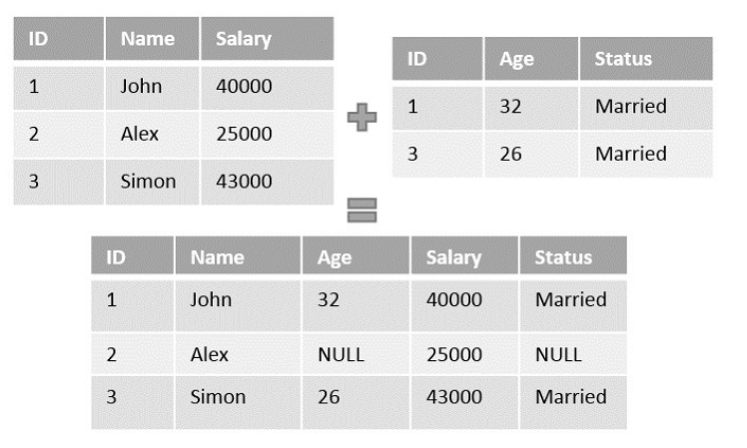 ID Name Salary
1 John 40000
2 Alex 25000
3 Simon 43000
ID Age Status
1 32 Married
3 26 Married
ID Name Age Salary Status
1 John 32 40000 Married
2 Alex NULL 25000 NULL
3 Simon 26 43000 Married